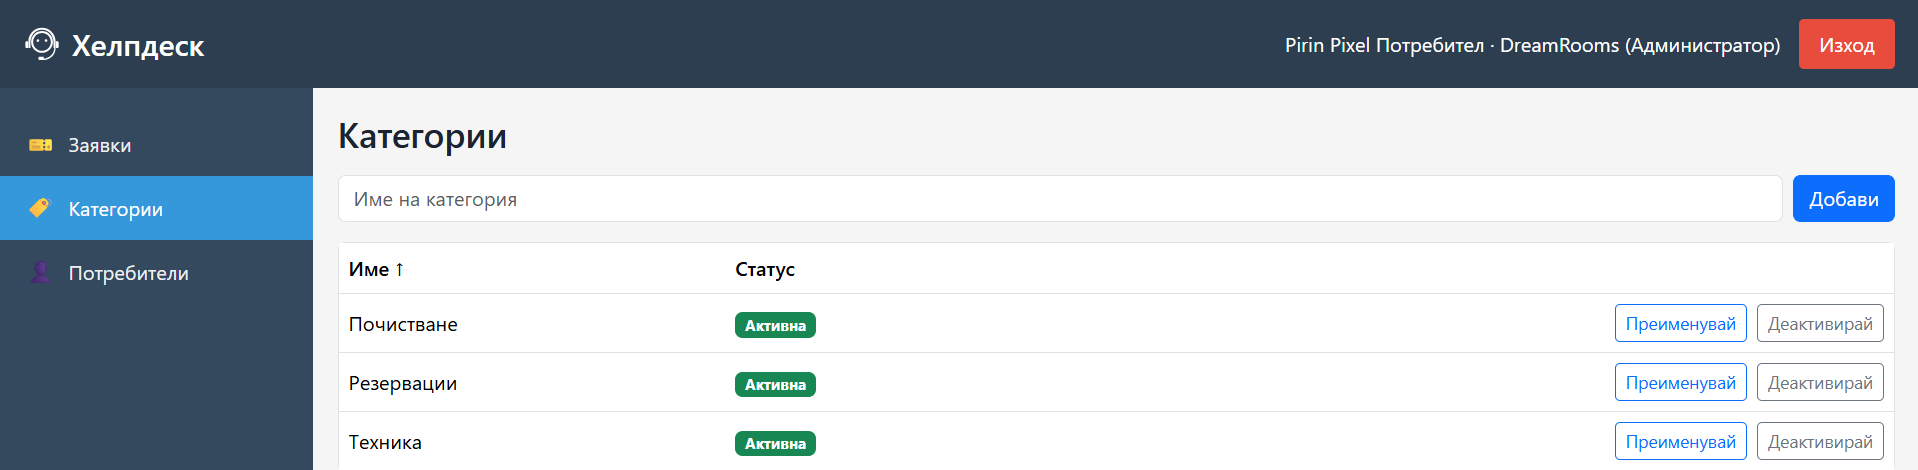 Хелпдеск
Pirin Pixel Потребител · DreamRooms (Администратор)
Изход
Заявки
Категории
Потребители
Категории
Име на категория
Добави
Име ↑ Статус
Почистване Активна Преименувай Деактивирай
Резервации Активна Преименувай Деактивирай
Техника Активна Преименувай Деактивирай